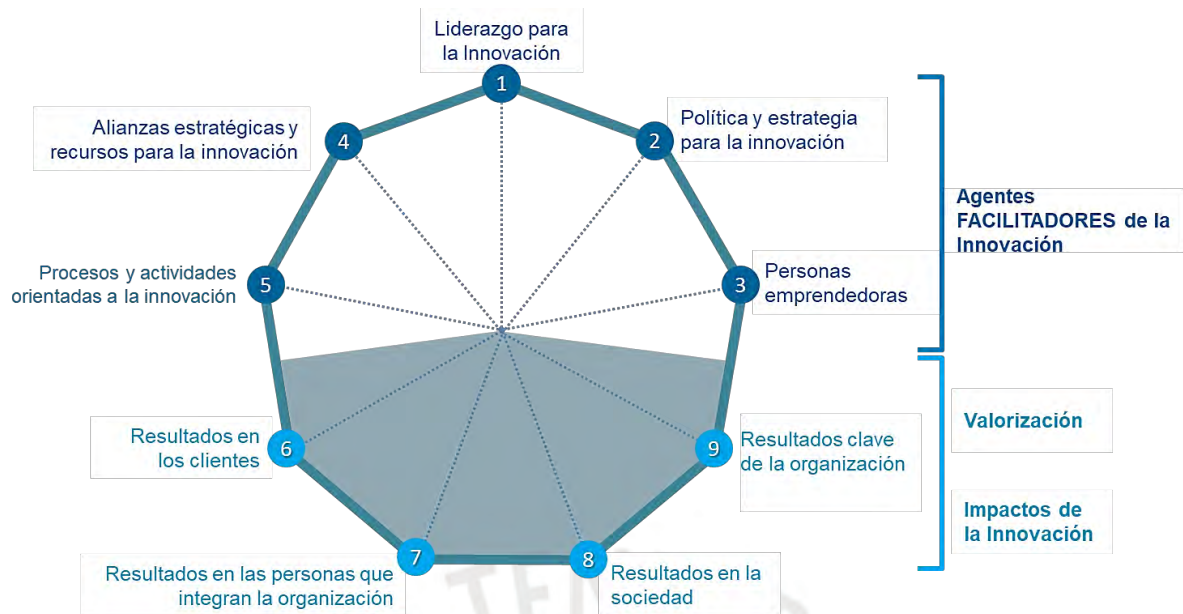 Liderazgo para
la Innovación
1
Alianzas estratégicas y
recursos para la innovación
4
2
Política y estrategia
para la innovación
Agentes
FACILITADORES de la
Innovación
Procesos y actividades
orientadas a la innovación
5
3
Personas
emprendedoras
Resultados en
los clientes
6
9
Resultados clave
de la organización
Valorización
Impactos de
la Innovación
7
Resultados en las personas que
integran la organización
8
Resultados en la
sociedad